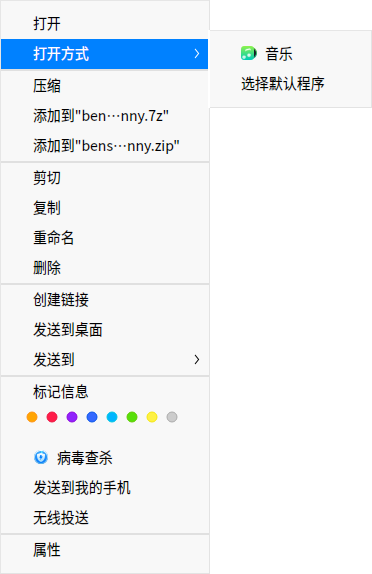 打开
打开方式
音乐
选择默认程序
压缩
添加到"ben···nny.7z"
添加到"bens···nny.zip"
剪切
复制
重命名
删除
创建链接
发送到桌面
发送到
标记信息
病毒查杀
发送到我的手机
无线投送
属性